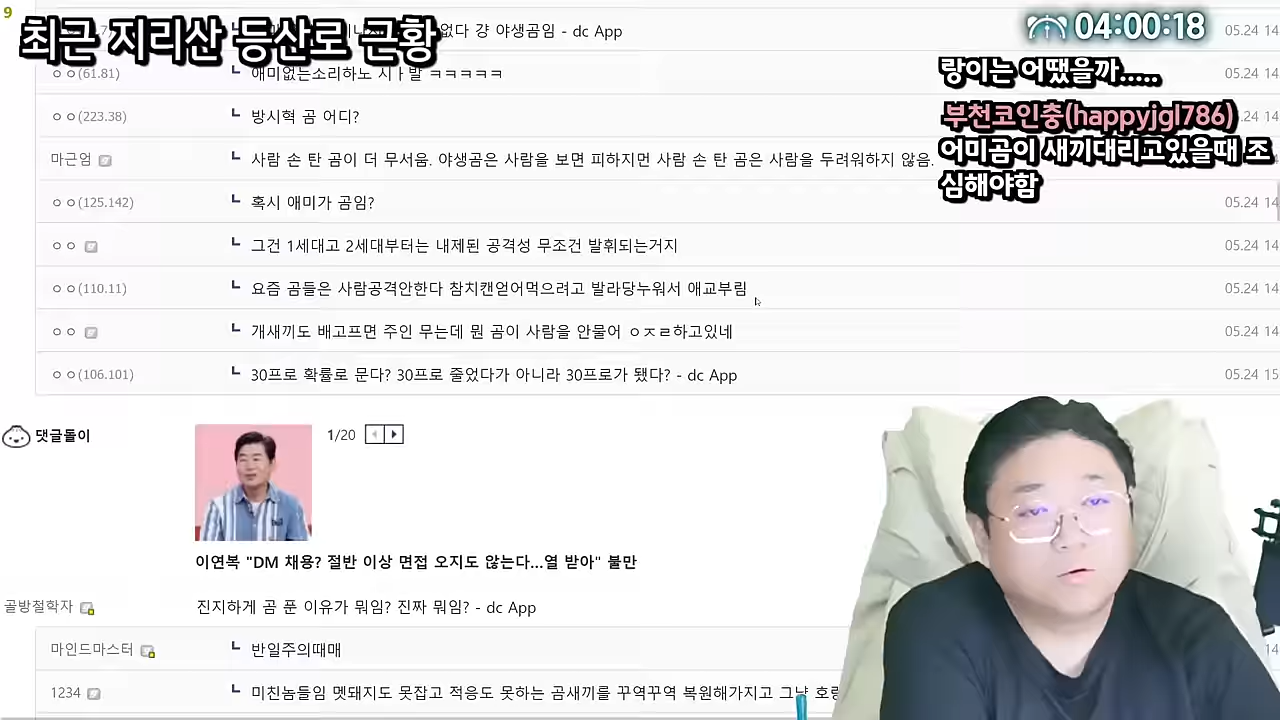 9
최근 지리산 등산로 근황
04:00:18
없다 걍 야생곰임 - dc App
05.24 14
랑이는 어땠을까.....
ㅇㅇ(61.81)
애미없는소리하노 시ㅏ발 ㅋㅋㅋㅋㅋ
ㅇㅇ(223.38)
방시혁 곰 어디?
부천코인충(happyjgl786)
.24 14
마근엄
사람 손 탄 곰이 더 무서움. 야생곰은 사람을 보면 피하지먼 사람 손 탄 곰은 사람을 두려워하지 않음.
어미곰이 새끼대리고있을때 조
심해야함
ㅇㅇ(125.142)
혹시 애미가 곰임?
05.24 14
ㅇㅇ
그건 1세대고 2세대부터는 내제된 공격성 무조건 발휘되는거지
05.24 14
ㅇㅇ(110.11)
요즘 곰들은 사람공격안한다 참치캔얻어먹으려고 발라당누워서 애교부림
05.24 14
ㅇㅇ
개새끼도 배고프면 주인 무는데 뭔 곰이 사람을 안물어 ㅇㅈㄹ하고있네
05.24 14
ㅇㅇ(106.101)
30프로 확률로 문다? 30프로 줄었다가 아니라 30프로가 됐다? - dc App
05.24 15
댓글돌이
1/20
이연복 "DM 채용? 절반 이상 면접 오지도 않는다...열 받아" 불만
골방철학자
진지하게 곰 푼 이유가 뭐임? 진짜 뭐임? - dc App
마인드마스터
반일주의때매
14
1234
미친놈들임 멧돼지도 못잡고 적응도 못하는 곰새끼를 꾸역꾸역 복원해가지고 그냥